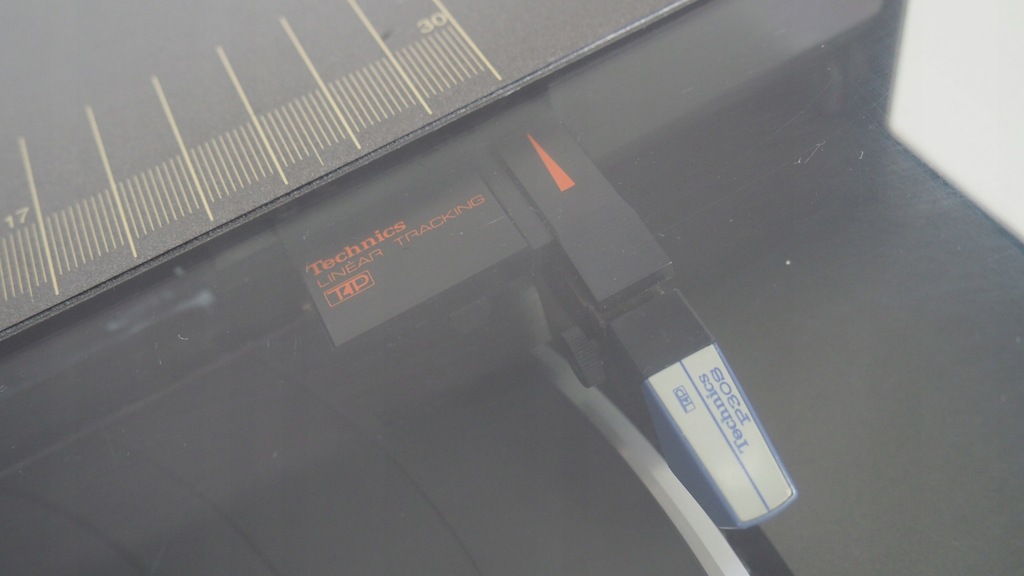 30
17
Technics
LINEAR TRACKING
T4P
Technics
P30S
T4P